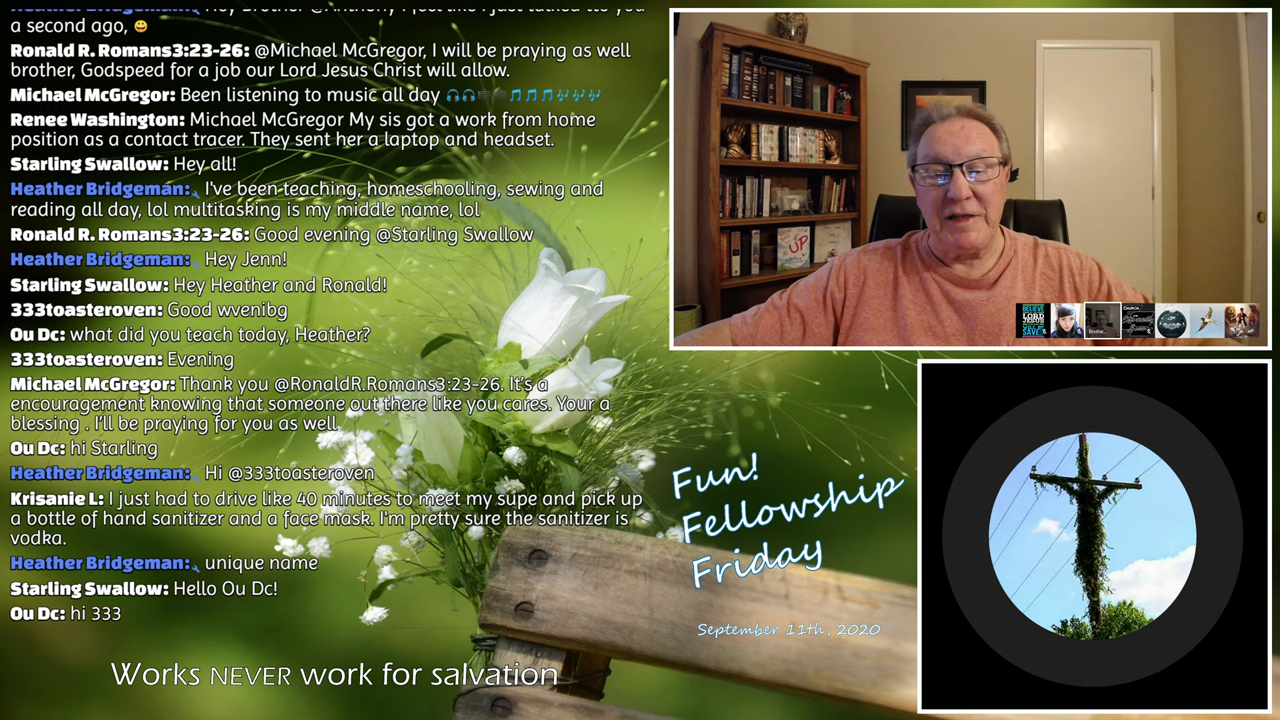 a second ago, 😀
Ronald R. Romans3:23-26: @Michael McGregor, I will be praying as well
brother, Godspeed for a job our Lord Jesus Christ will allow.
Michael McGregor: Been listening to music all day 🎧🎧🎹🎹🎵🎵🎵🎶🎶🎶
Renee Washington: Michael McGregor My sis got a work from home
position as a contact tracer. They sent her a laptop and headset.
Starling Swallow: Hey all!
Heather Bridgeman: I've been teaching, homeschooling, sewing and
reading all day, lol multitasking is my middle name, lol
Ronald R. Romans3:23-26: Good evening @Starling Swallow
Heather Bridgeman: Hey Jenn!
Starling Swallow: Hey Heather and Ronald!
333toasteroven: Good wvenibg
Ou Dc: what did you teach today, Heather?
333toasteroven: Evening
Michael McGregor: Thank you @RonaldR.Romans3:23-26. It's a
encouragement knowing that someone out there like you cares. Your a
blessing . I'll be praying for you as well
Ou Dc: hi Starling
Heather Bridgeman: Hi @333toasteroven
Krisanie L: I just had to drive like 40 minutes to meet my supe and pick up
a bottle of hand sanitizer and a face mask. I'm pretty sure the sanitizer is
vodka.
Heather Bridgeman: unique name
Starling Swallow: Hello Ou Dc!
Ou Dc: hi 333
Works NEVER work for salvation
UP
BELIEVE
LORD
JESUS
SAVE
Brothe...
CHURCH
Fun!
Fellowship
Friday
September 11th, 2020